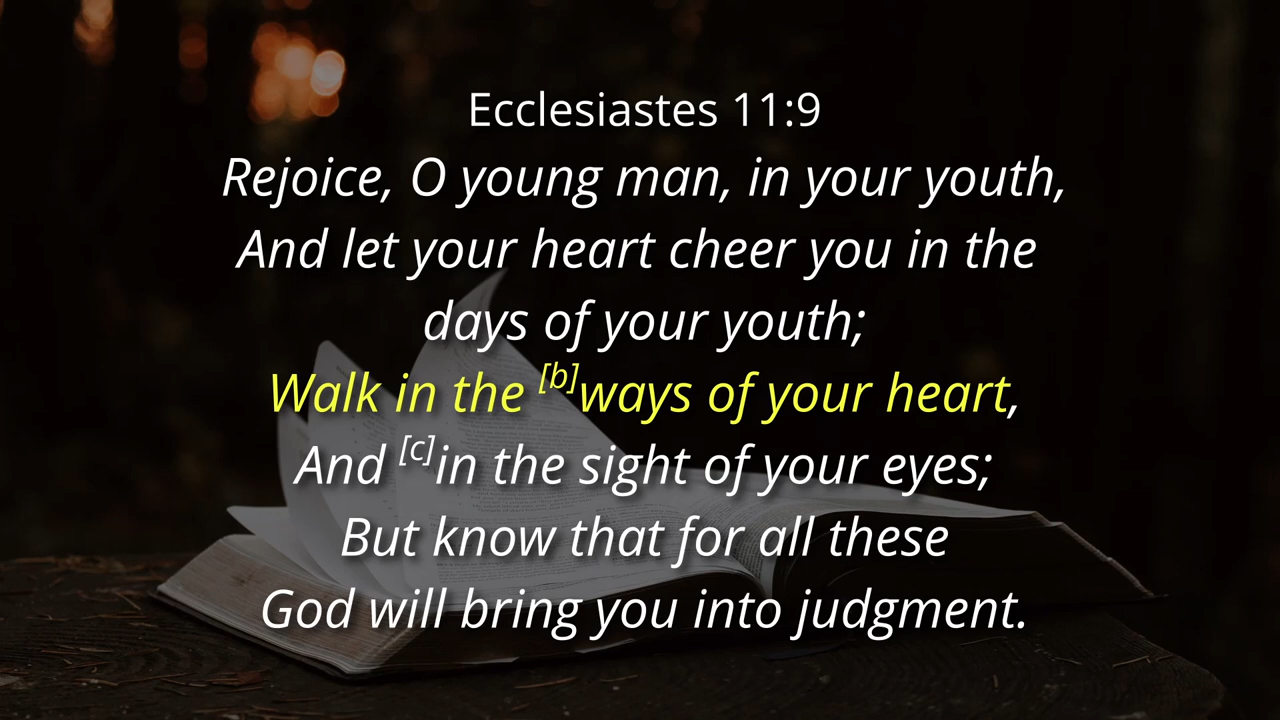 Ecclesiastes 11:9
Rejoice, O young man, in your youth,
And let your heart cheer you in the
days of your youth;
Walk in the [b]ways of your heart,
And [c]in the sight of your eyes;
But know that for all these
God will bring you into judgment.